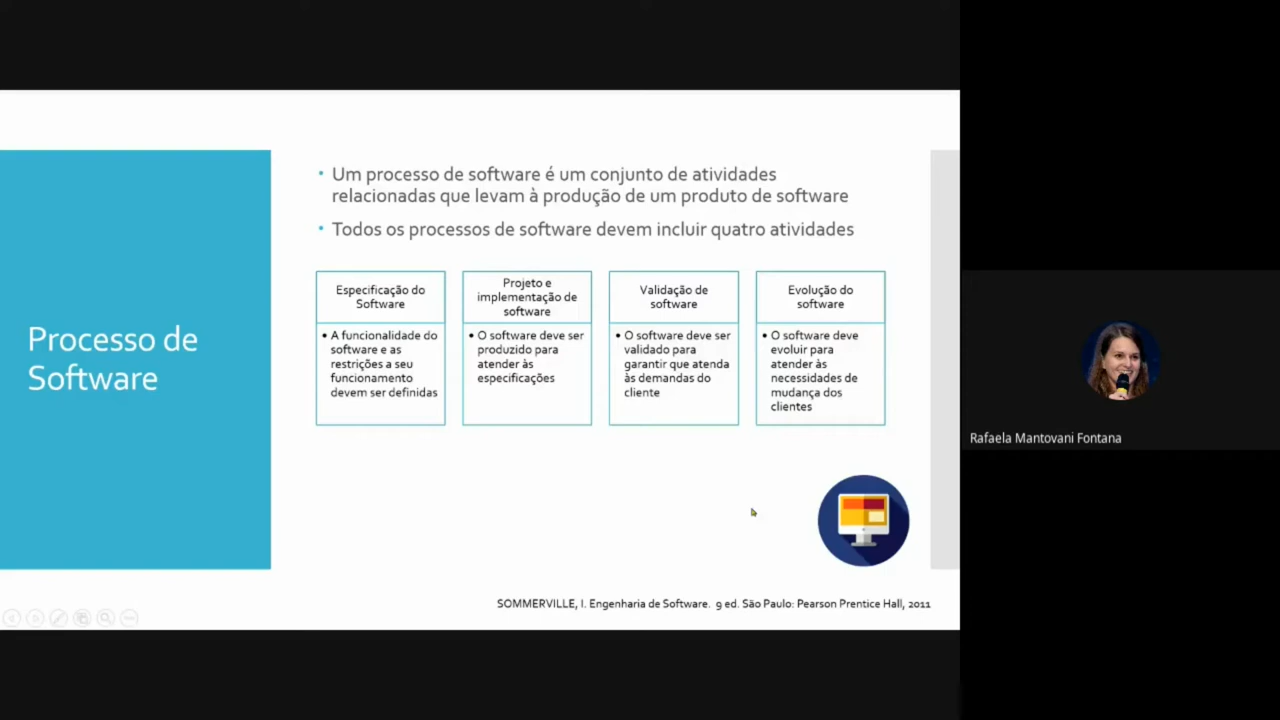 Processo de
Software
• Um processo de software é um conjunto de atividades
relacionadas que levam à produção de um produto de software
• Todos os processos de software devem incluir quatro atividades
Especificação do
Software
• A funcionalidade do
software e as
restrições a seu
funcionamento
devem ser definidas
Projeto e
implementação de
software
• O software deve ser
produzido para
atender às
especificações
Validação de
software
• O software deve ser
validado para
garantir que atenda
às demandas do
cliente
Evolução do
software
• O software deve
evoluir para
atender às
necessidades de
mudança dos
clientes
SOMMERVILLE, I. Engenharia de Software. 9 ed. São Paulo: Pearson Prentice Hall, 2011
Rafaela Mantovani Fontana